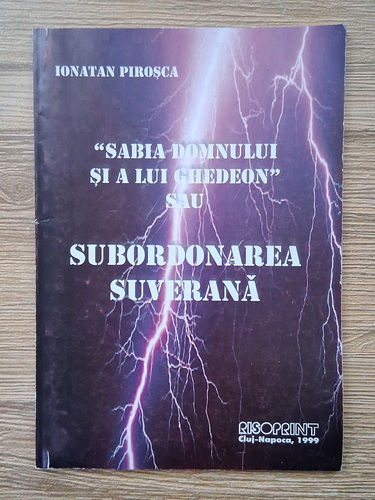 IONATAN PIROȘCA
“SABIA DOMNULUI
ȘI A LUI GHEDEON”
SAU
SUBORDONAREA
SUVERANĂ
RISOPRINT
Cluj-Napoca, 1999